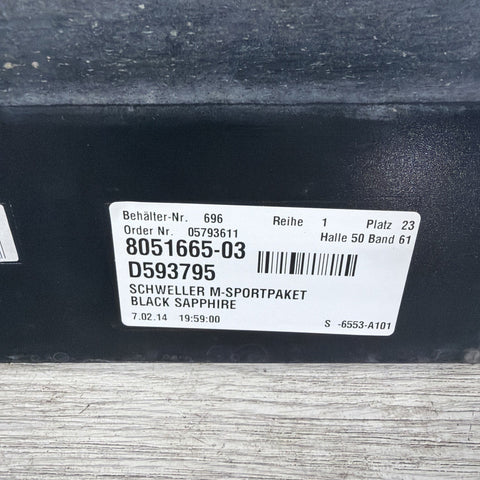 Behälter-Nr. 696 Reihe 1 Platz 23
Order Nr. 05793611 Halle 50 Band 61
8051665-03
D593795
SCHWELLER M-SPORTPAKET
BLACK SAPPHIRE
7.02.14 19:59:00 S -6553-A101